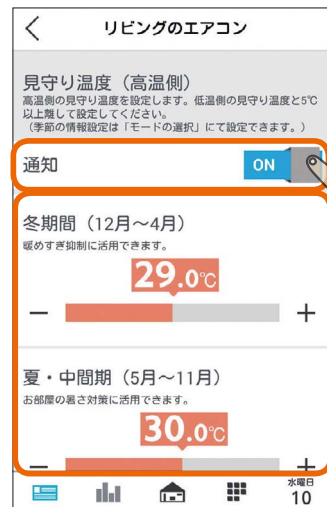 リビングのエアコン
見守り温度（高温側）
高温側の見守り温度を設定します。低温側の見守り温度と5℃
以上離して設定してください。
（季節の情報設定は「モードの選択」にて設定できます。）
通知
ON
冬期間（12月～4月）
暖めすぎ抑制に活用できます。
29.0℃
夏・中間期（5月～11月）
お部屋の暑さ対策に活用できます。
30.0℃
水曜日
10